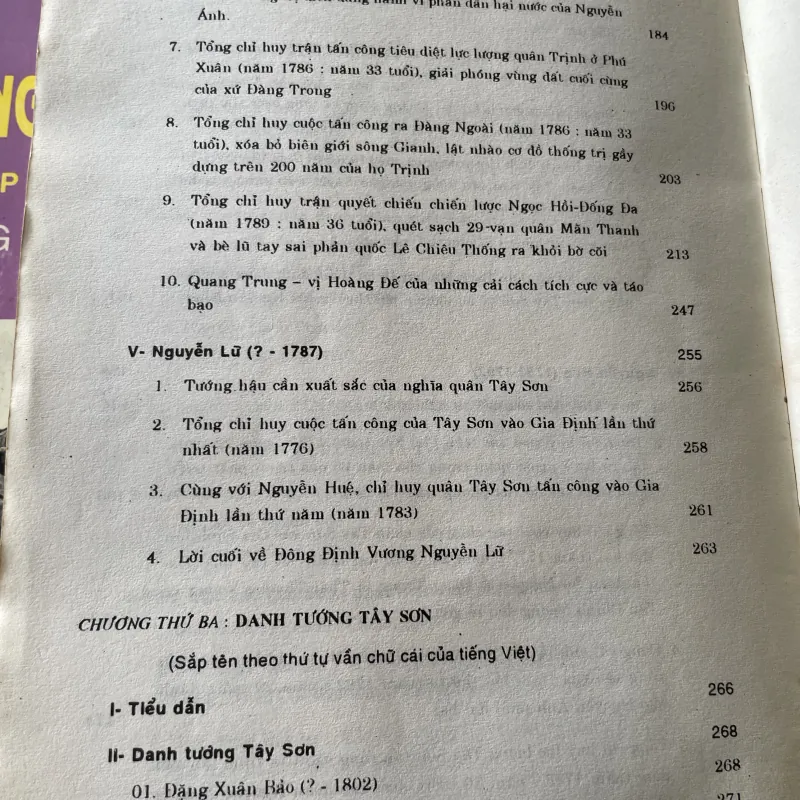 hành vi phản dân hại nước của Nguyễn
Ánh. 184
7. Tổng chỉ huy trận tấn công tiêu diệt lực lượng quân Trịnh ở Phú
Xuân (năm 1786 : năm 33 tuổi), giải phóng vùng đất cuối cùng
của xứ Đàng Trong 196
8. Tổng chỉ huy cuộc tấn công ra Đàng Ngoài (năm 1786 : năm 33
tuổi), xóa bỏ biên giới sông Gianh, lật nhào cơ đồ thống trị gầy
dựng trên 200 năm của họ Trịnh 203
9. Tổng chỉ huy trận quyết chiến chiến lược Ngọc Hồi-Đống Đa
(năm 1789 : năm 36 tuổi), quét sạch 29-vạn quân Mãn Thanh
và bè lũ tay sai phản quốc Lê Chiêu Thống ra khỏi bờ cõi 213
10. Quang Trung – vị Hoàng Đế của những cải cách tích cực và táo
bạo 247
V- Nguyễn Lữ (? - 1787) 255
1. Tướng hậu cần xuất sắc của nghĩa quân Tây Sơn 256
2. Tổng chỉ huy cuộc tấn công của Tây Sơn vào Gia Định lần thứ
nhất (năm 1776) 258
3. Cùng với Nguyễn Huệ, chỉ huy quân Tây Sơn tấn công vào Gia
Định lần thứ năm (năm 1783) 261
4. Lời cuối về Đông Định Vương Nguyễn Lữ 263
CHƯƠNG THỨ BA : DANH TƯỚNG TÂY SƠN
(Sắp tên theo thứ tự vần chữ cái của tiếng Việt)
I- Tiểu dẫn 266
II- Danh tướng Tây Sơn 268
01. Đặng Xuân Bảo (? - 1802) 268
271
NG
P
G